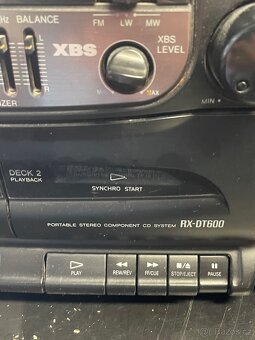 Hz BALANCE
FM LW MW
XBS
XBS
LEVEL
L
R
MAX
MIN
DECK 2
PLAYBACK
SYNCHRO START
PORTABLE STEREO COMPONENT CD SYSTEM RX-DT600
PLAY REW/REV FF/CUE STOP/EJECT PAUSE